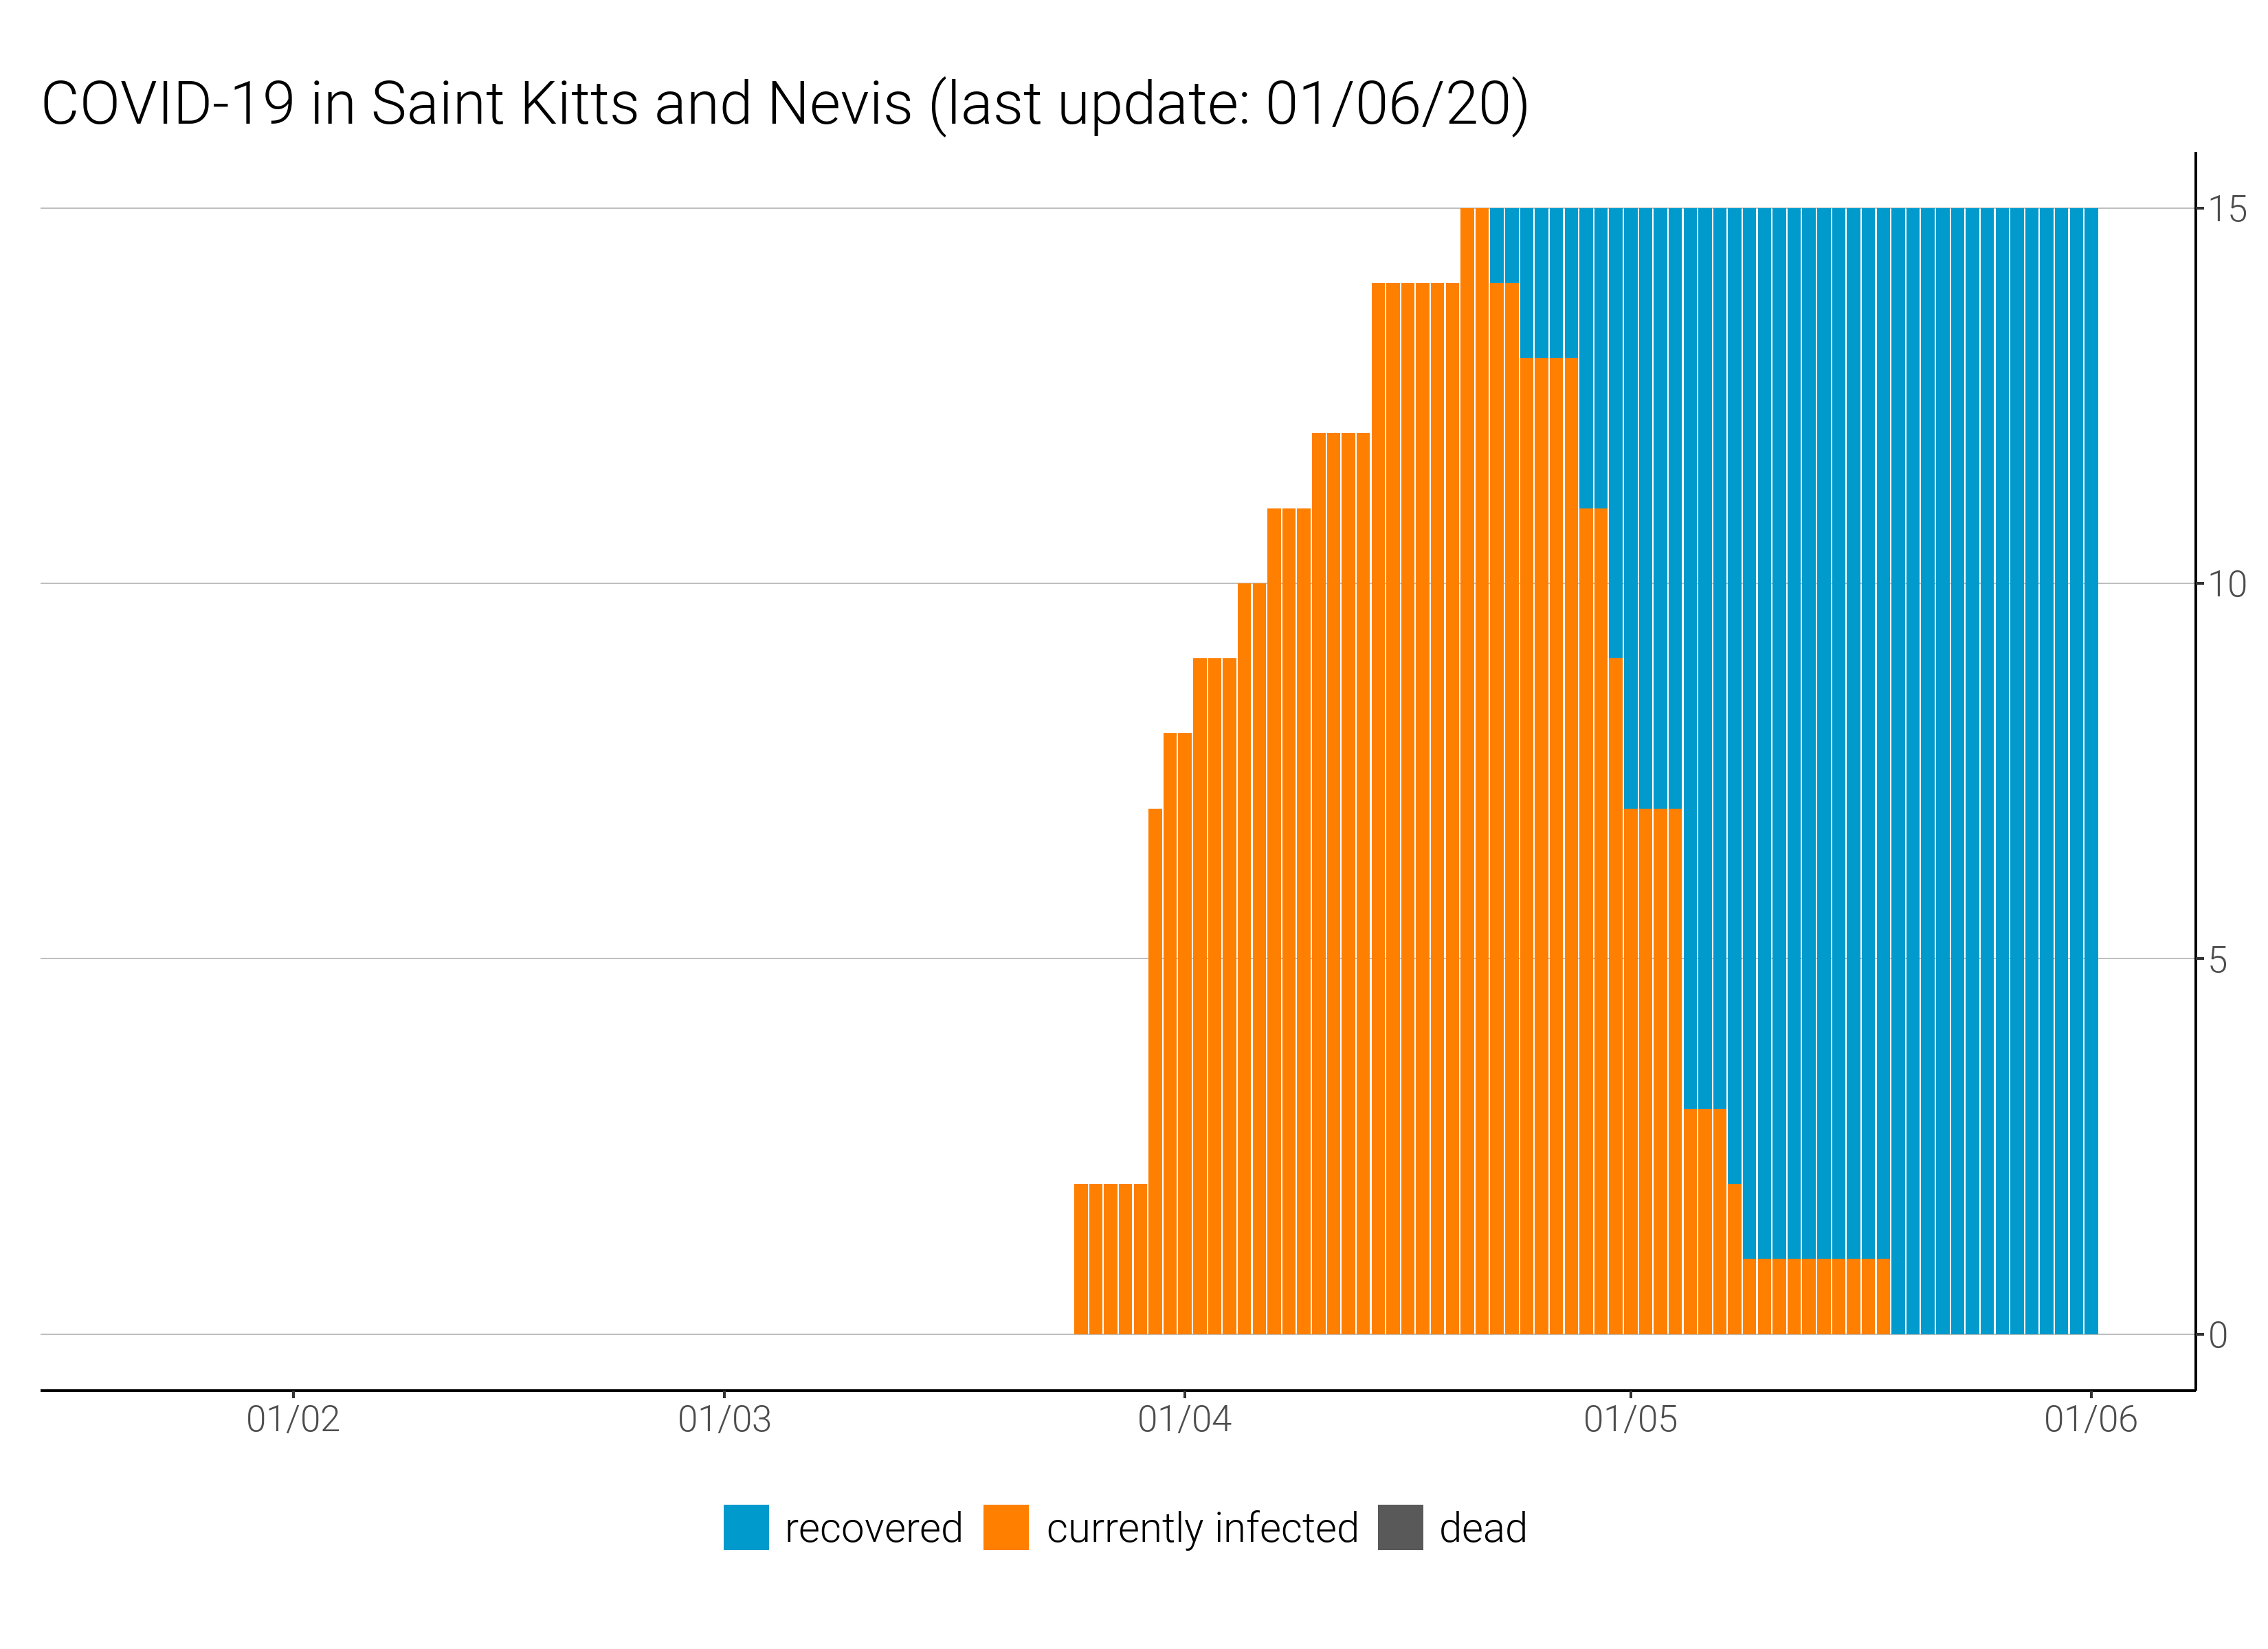 COVID-19 in Saint Kitts and Nevis (last update: 01/06/20)
15
10
5
0
01/02 01/03 01/04 01/05 01/06
recovered currently infected dead